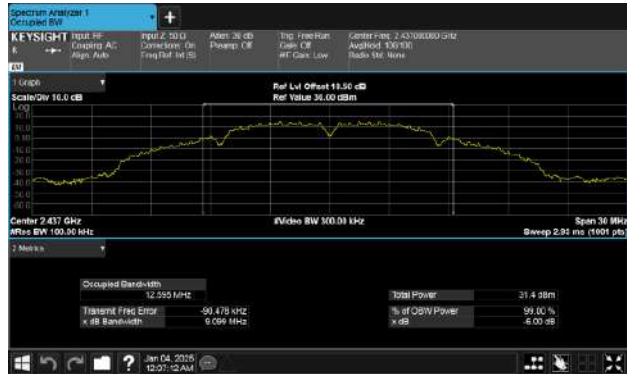 Spectrum Analyzer 1
Occupied BW
KEYSIGHT
Input: RF
Coupling: AC
Align: Auto
Input Z: 50 Ω
Corrections: On
Freq Ref: Int (S)
Atten: 30 dB
Preamp: Off
Trig: Free Run
Gate: Off
#IF Gain: Low
Center Freq: 2.437000000 GHz
Avg|Hold: 100/100
Radio Std: None
1 Graph
Scale/Div 10.0 dB
Ref Lvl Offset 10.50 dB
Ref Value 30.00 dBm
Log
Center 2.437 GHz
#Res BW 100.00 kHz
#Video BW 300.00 kHz
Span 30 MHz
Sweep 2.93 ms (1001 pts)
2 Metrics
Occupied Bandwidth
12.595 MHz
Total Power 31.4 dBm
Transmit Freq Error -90.478 kHz
% of OBW Power 99.00 %
x dB Bandwidth 9.099 MHz
x dB -6.00 dB
Jan 04, 2025
12:07:12 AM